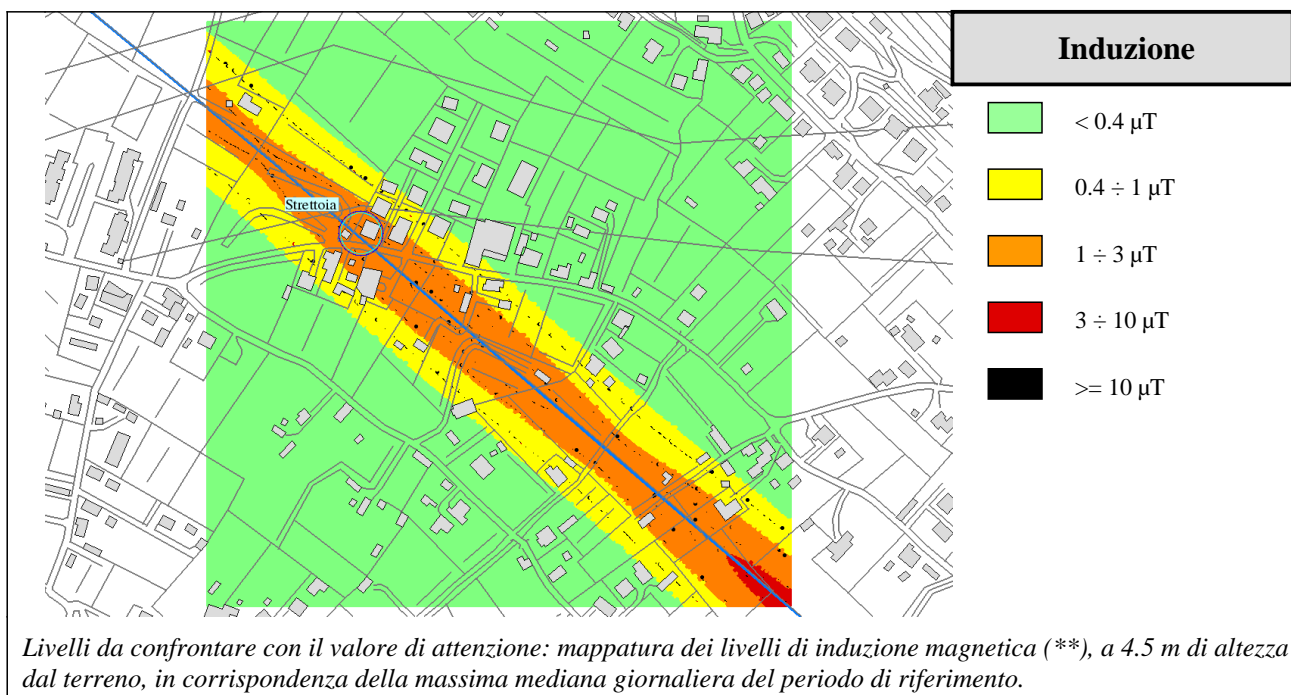 Induzione
< 0.4 µT
0.4 ÷ 1 µT
1 ÷ 3 µT
3 ÷ 10 µT
>= 10 µT
Strettoia
Livelli da confrontare con il valore di attenzione: mappatura dei livelli di induzione magnetica (**), a 4.5 m di altezza
dal terreno, in corrispondenza della massima mediana giornaliera del periodo di riferimento.